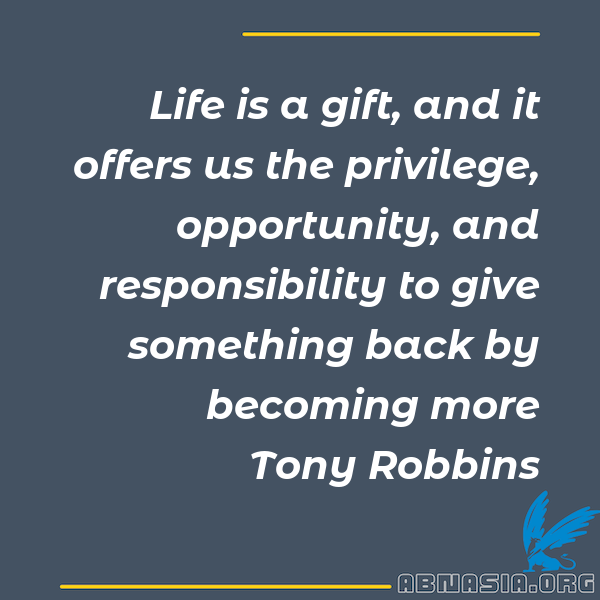 Life is a gift, and it
offers us the privilege,
opportunity, and
responsibility to give
something back by
becoming more
Tony Robbins
ABNASIA.ORG